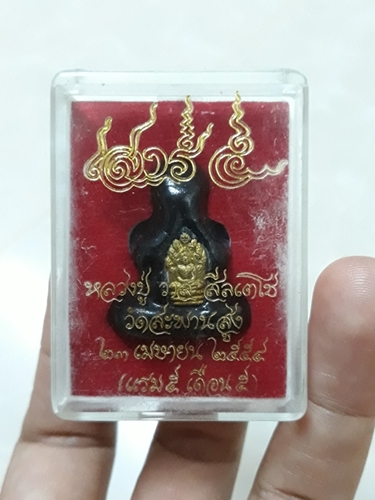 หลวงปู่ สีลเตโช
วัดสะพานสูง
๒๓ เมษายน ๒๕๕๔
(แรม ๕ เดือน ๕)